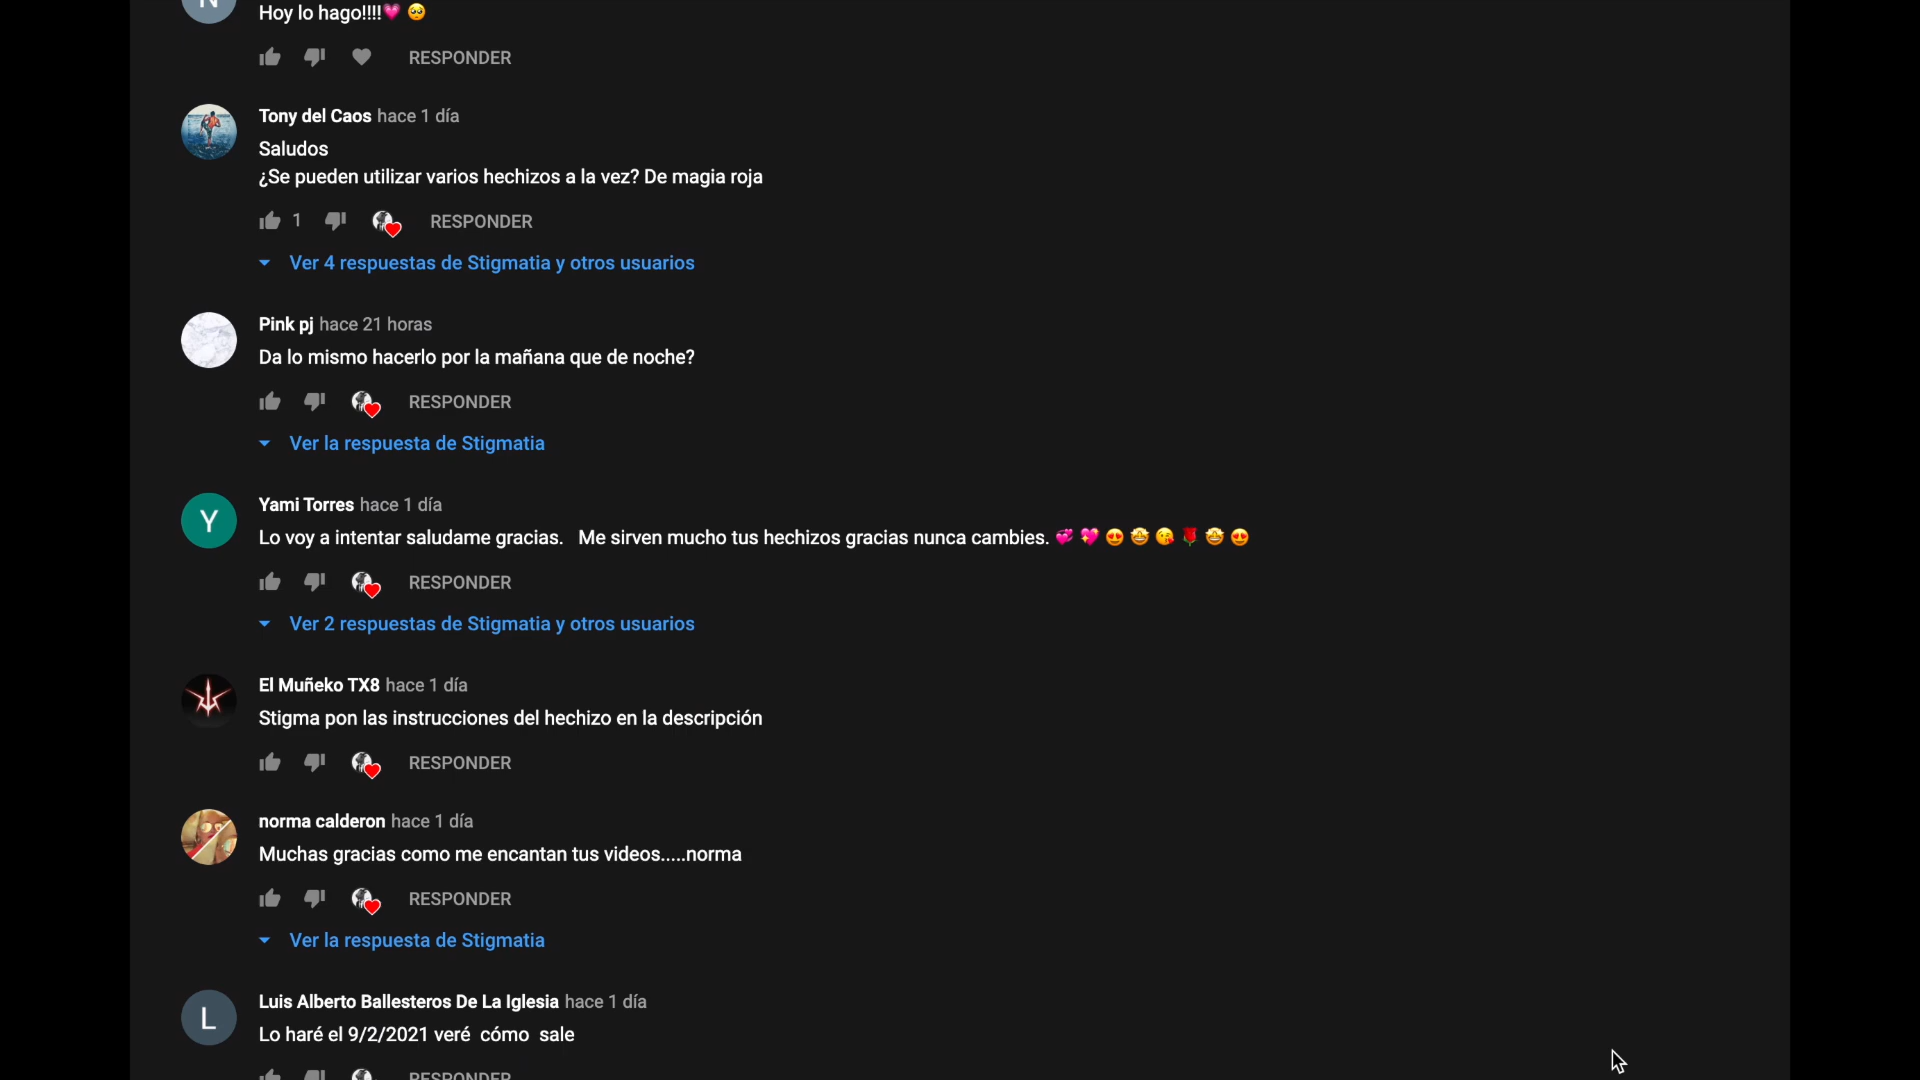 N
Hoy lo hago!!!!💗 🥺
RESPONDER
Tony del Caos hace 1 día
Saludos
¿Se pueden utilizar varios hechizos a la vez? De magia roja
1 RESPONDER
Ver 4 respuestas de Stigmatia y otros usuarios
Pink pj hace 21 horas
Da lo mismo hacerlo por la mañana que de noche?
RESPONDER
Ver la respuesta de Stigmatia
Y
Yami Torres hace 1 día
Lo voy a intentar saludame gracias. Me sirven mucho tus hechizos gracias nunca cambies. 💞 💖 😍 🤩 😘 🌹 🤩 😍
RESPONDER
Ver 2 respuestas de Stigmatia y otros usuarios
El Muñeko TX8 hace 1 día
Stigma pon las instrucciones del hechizo en la descripción
RESPONDER
norma calderon hace 1 día
Muchas gracias como me encantan tus videos.....norma
RESPONDER
Ver la respuesta de Stigmatia
L
Luis Alberto Ballesteros De La Iglesia hace 1 día
Lo haré el 9/2/2021 veré cómo sale
RESPONDER